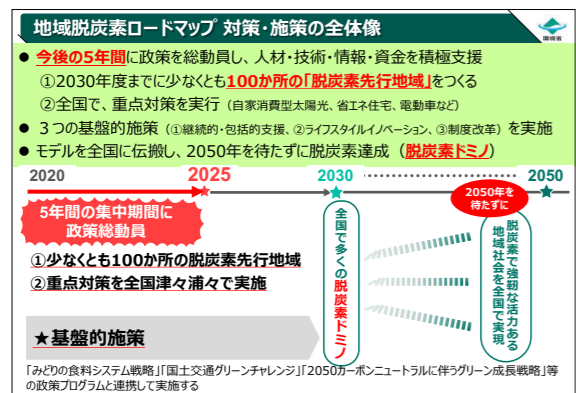 地域脱炭素ロードマップ 対策・施策の全体像
環境省
● 今後の5年間に政策を総動員し、人材・技術・情報・資金を積極支援
①2030年度までに少なくとも100か所の「脱炭素先行地域」をつくる
②全国で、重点対策を実行（自家消費型太陽光、省エネ住宅、電動車など）
● ３つの基盤的施策（①継続的・包括的支援、②ライフスタイルイノベーション、③制度改革）を実施
● モデルを全国に伝搬し、2050年を待たずに脱炭素達成（脱炭素ドミノ）
2020 2025 2030 2050
2050年を
待たずに
5年間の集中期間に
政策総動員
①少なくとも100か所の脱炭素先行地域
②重点対策を全国津々浦々で実施
全国で多くの脱炭素ドミノ
脱炭素で強靭な活力ある
地域社会を全国で実現
★基盤的施策
「みどりの食料システム戦略」「国土交通グリーンチャレンジ」「2050カーボンニュートラルに伴うグリーン成長戦略」等
の政策プログラムと連携して実施する